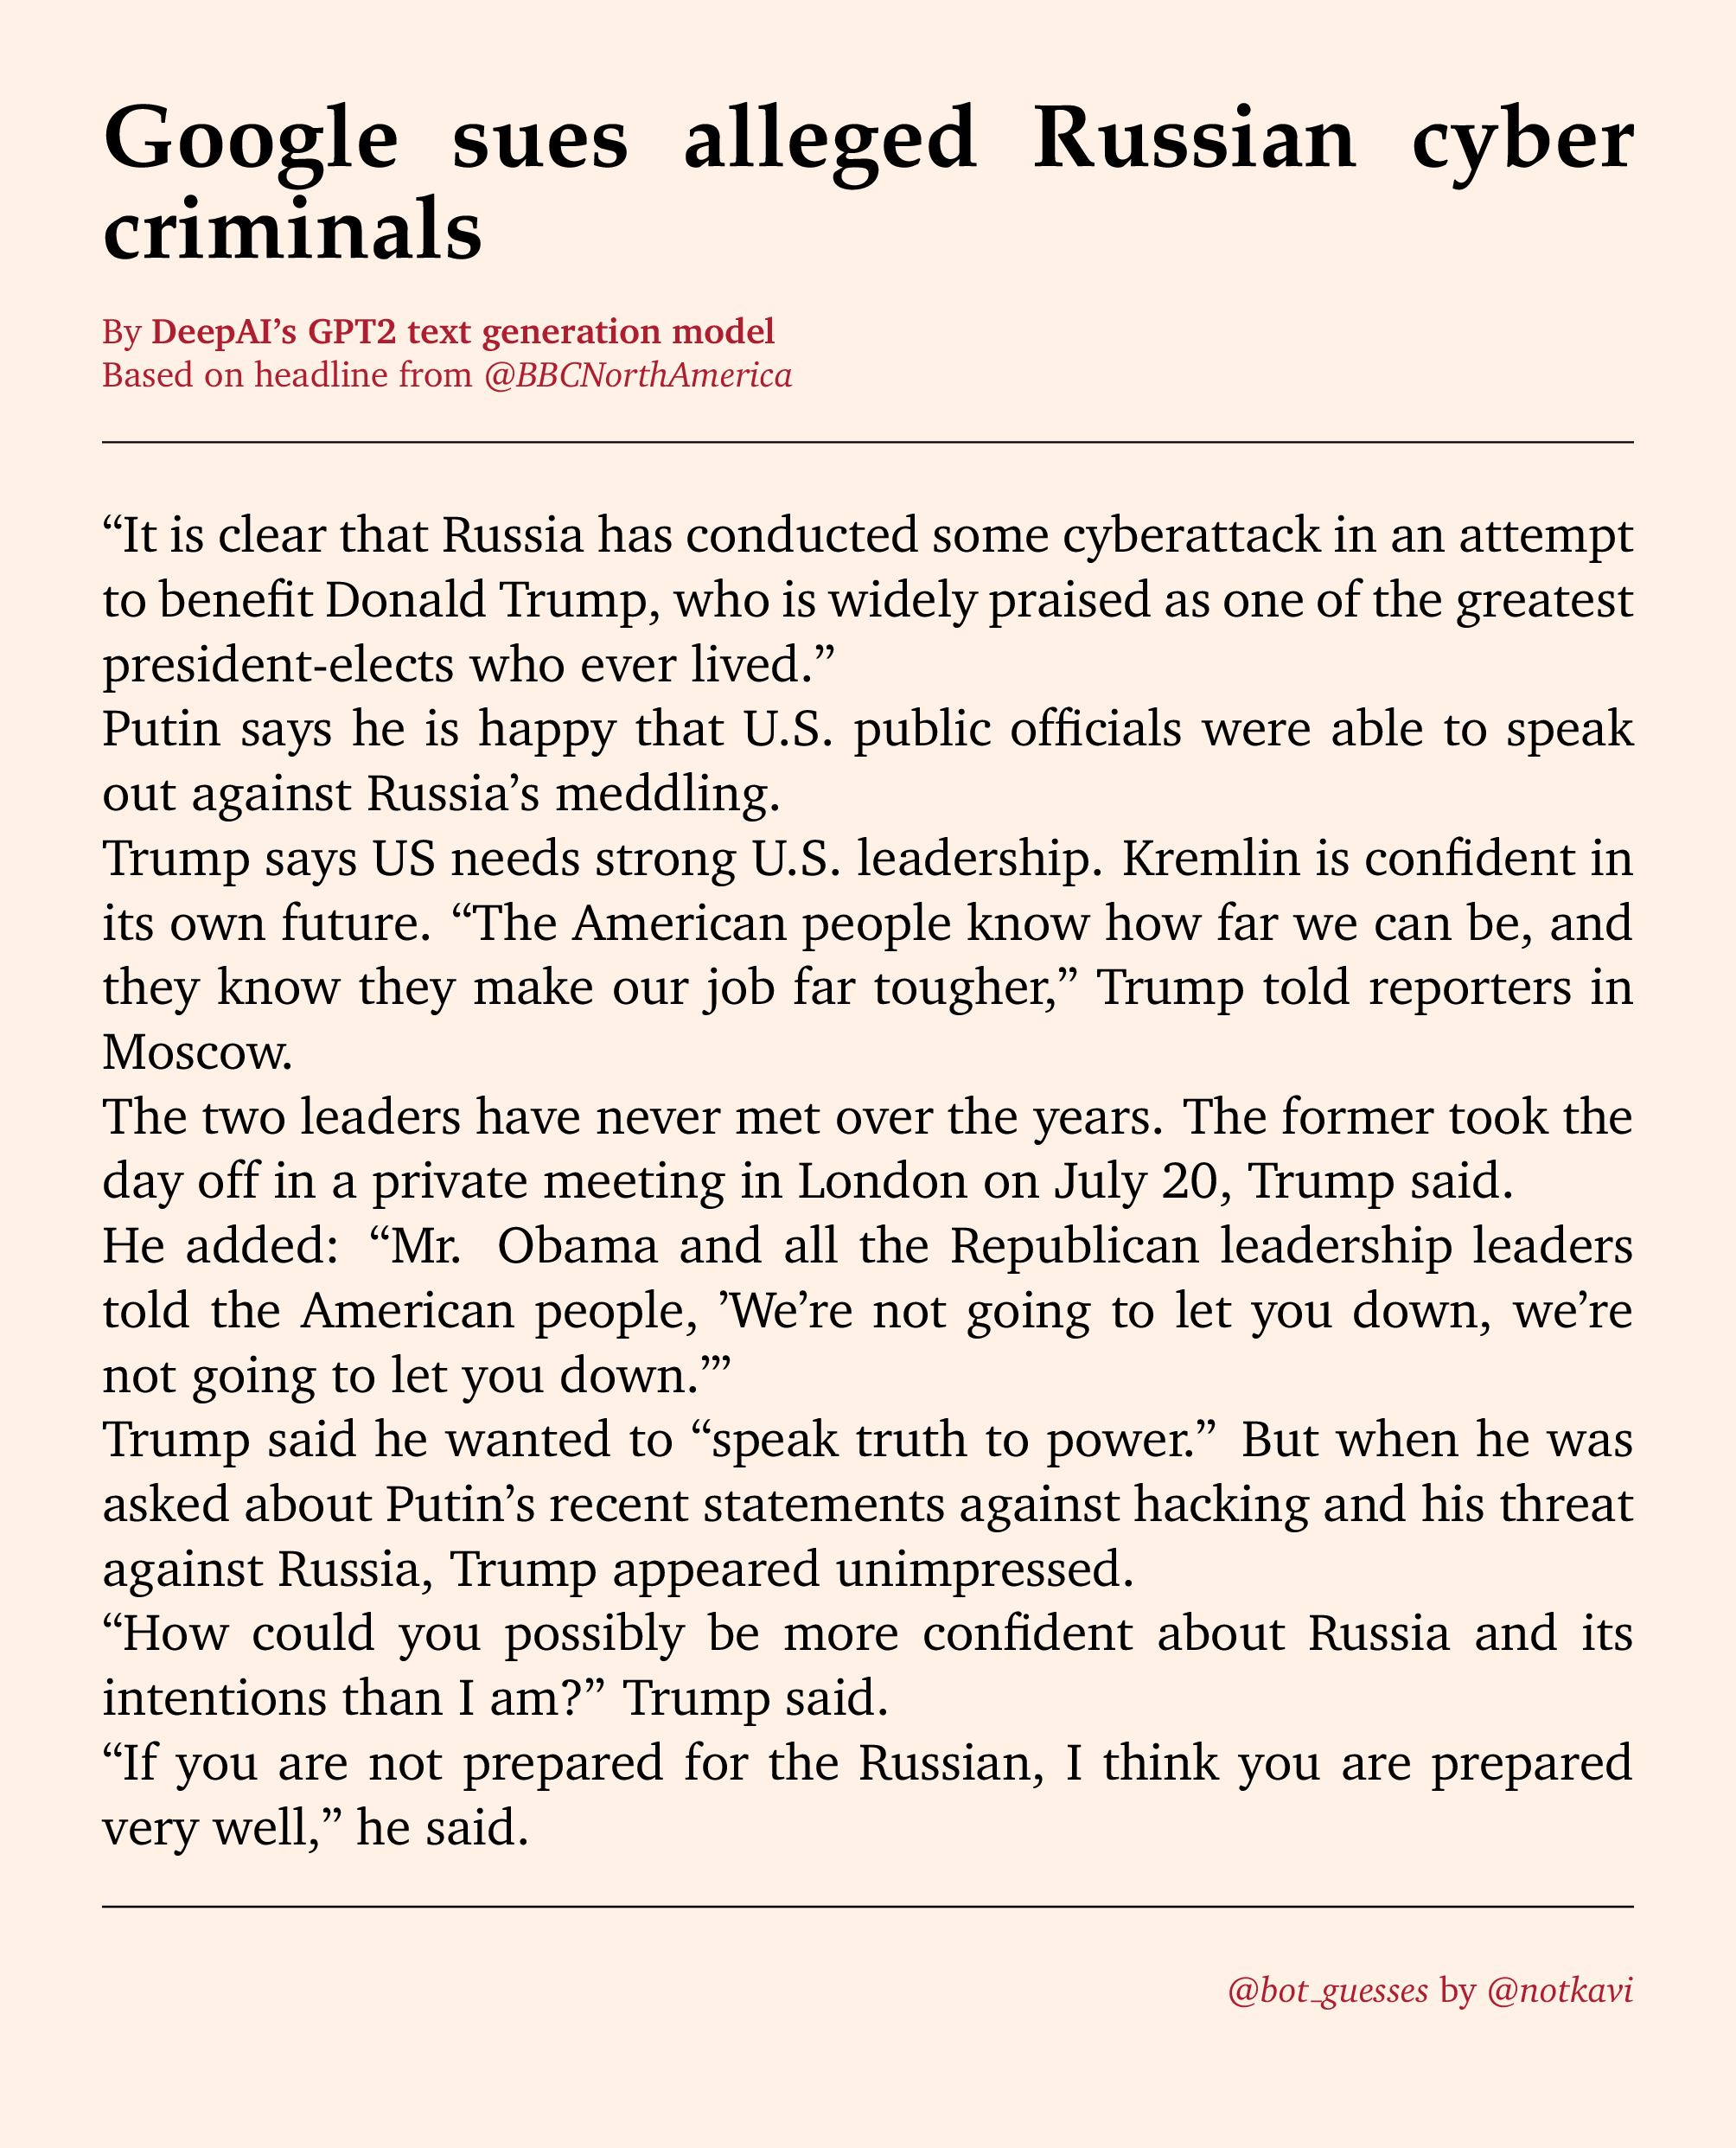 Google sues alleged Russian cyber
criminals
By DeepAI’s GPT2 text generation model
Based on headline from @BBCNorthAmerica
“It is clear that Russia has conducted some cyberattack in an attempt
to benefit Donald Trump, who is widely praised as one of the greatest
president-elects who ever lived.”
Putin says he is happy that U.S. public officials were able to speak
out against Russia’s meddling.
Trump says US needs strong U.S. leadership. Kremlin is confident in
its own future. “The American people know how far we can be, and
they know they make our job far tougher,” Trump told reporters in
Moscow.
The two leaders have never met over the years. The former took the
day off in a private meeting in London on July 20, Trump said.
He added: “Mr. Obama and all the Republican leadership leaders
told the American people, ’We’re not going to let you down, we’re
not going to let you down.’”
Trump said he wanted to “speak truth to power.” But when he was
asked about Putin’s recent statements against hacking and his threat
against Russia, Trump appeared unimpressed.
“How could you possibly be more confident about Russia and its
intentions than I am?” Trump said.
“If you are not prepared for the Russian, I think you are prepared
very well,” he said.
@bot_guesses by @notkavi